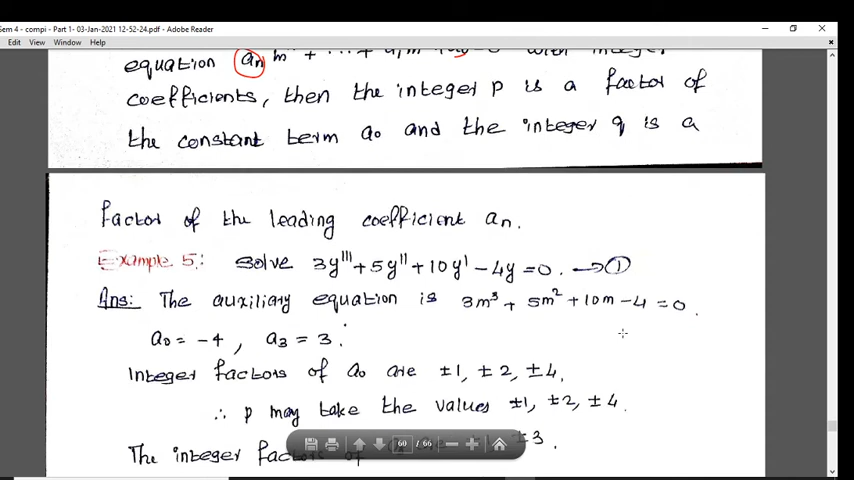 Sem 4 - compi - Part 1- 03-Jan-2021 12-52-24.pdf - Adobe Reader
Edit View Window Help
equation an m
coefficients, then the integer p is a factor of
the constant term a₀ and the integer q is a
factor of the leading coefficient an.
Example 5: Solve 3y''' + 5y'' + 10y' - 4y = 0. → ①
Ans: The auxiliary equation is 3m³ + 5m² + 10m - 4 = 0.
a₀ = -4, a₃ = 3.
Integer factors of a₀ are ±1, ±2, ±4.
∴ p may take the values ±1, ±2, ±4.
The integer factors of ±3.
60 / 66